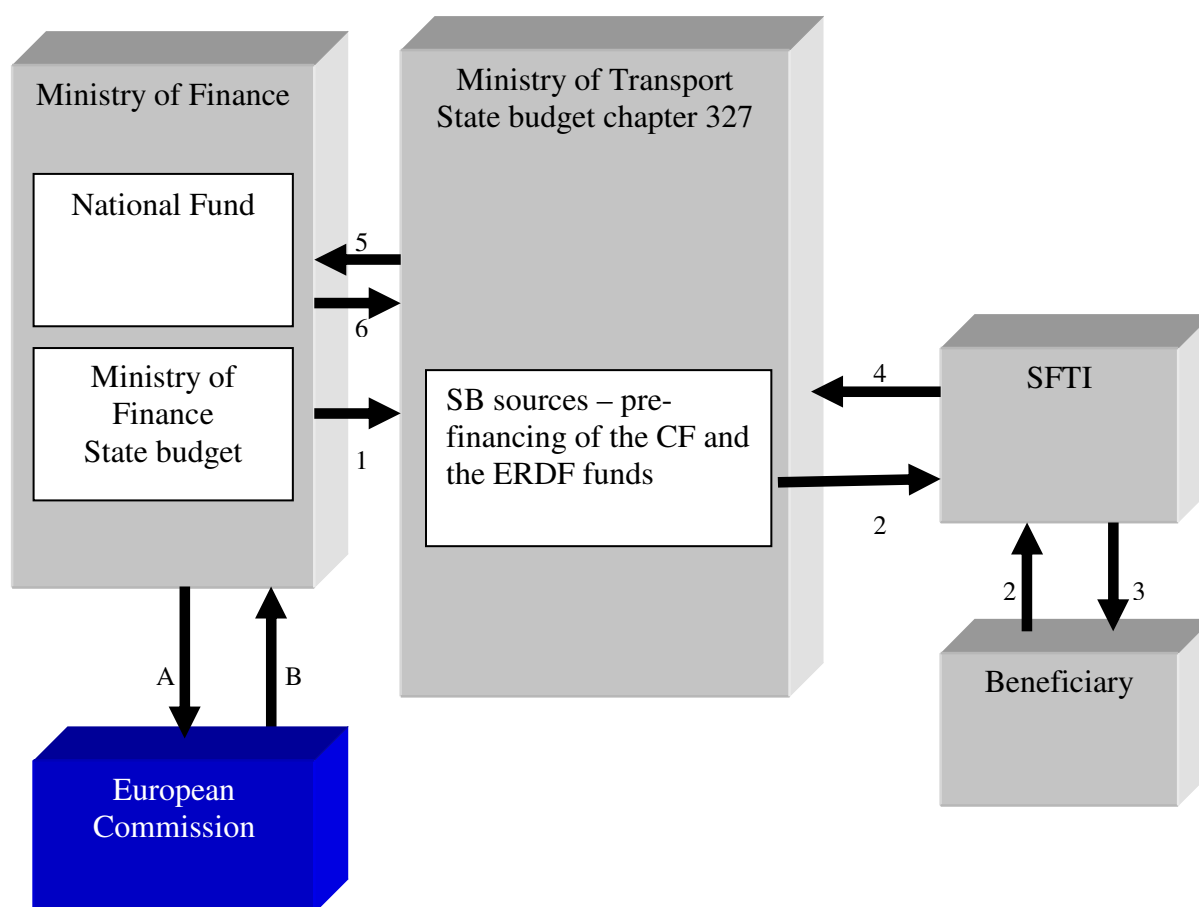 Ministry of Finance
Ministry of Transport
State budget chapter 327
National Fund
5
6
Ministry of
Finance
State budget
1
SB sources – pre-
financing of the CF and
the ERDF funds
4
2
SFTI
2
3
Beneficiary
A
B
European
Commission